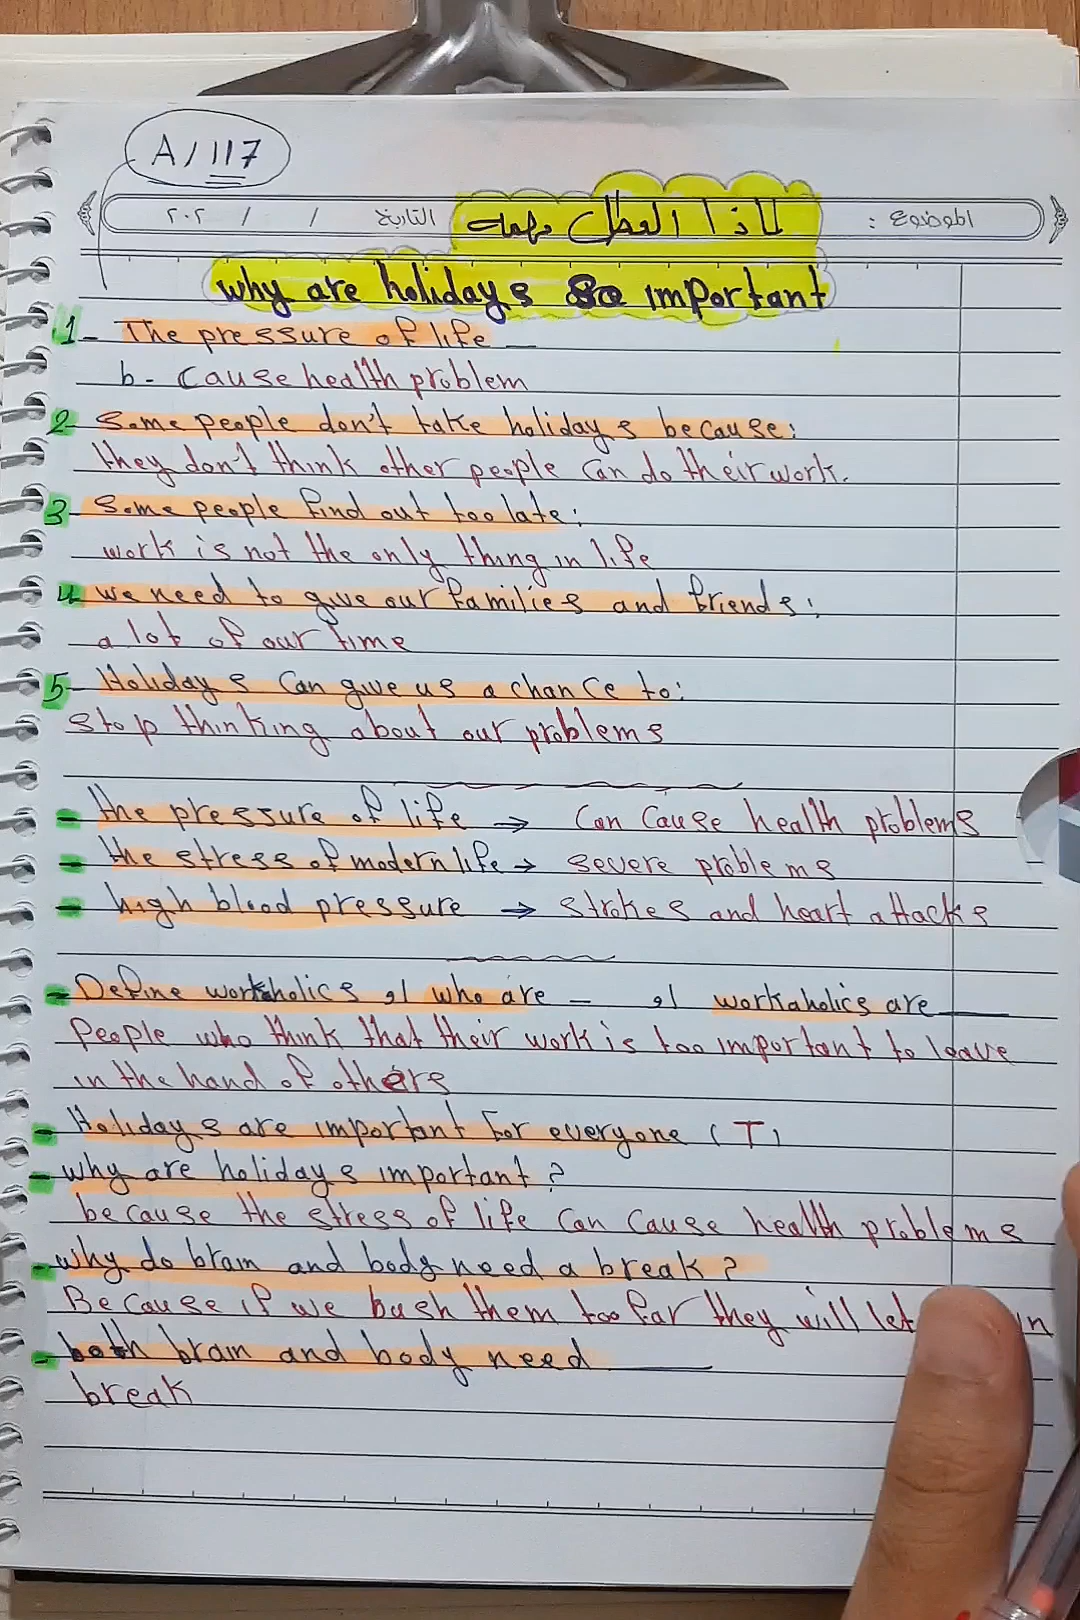 A / 117
الموضوع :
لماذا العطل مهمة
التاريخ / / ٢٠٢
why are holidays so important
1- The pressure of life _
b- cause health problem
2- Some people don't take holidays because:
they don't think other people can do their work.
3- Some people find out too late:
work is not the only thing in life
4- we need to give our families and friends:
a lot of our time
5- Holidays can give us a chance to:
stop thinking about our problems
- the pressure of life → can cause health problems
- the stress of modern life → severe problems
- high blood pressure → strokes and heart attacks
- Define workholics او who are _ او workaholics are ___
people who think that their work is too important to leave
in the hand of others
- Holidays are important for everyone (T)
- why are holidays important?
because the stress of life can cause health problems
- why do brain and body need a break?
Because if we bush them too far they will let
- both brain and body need ___
break